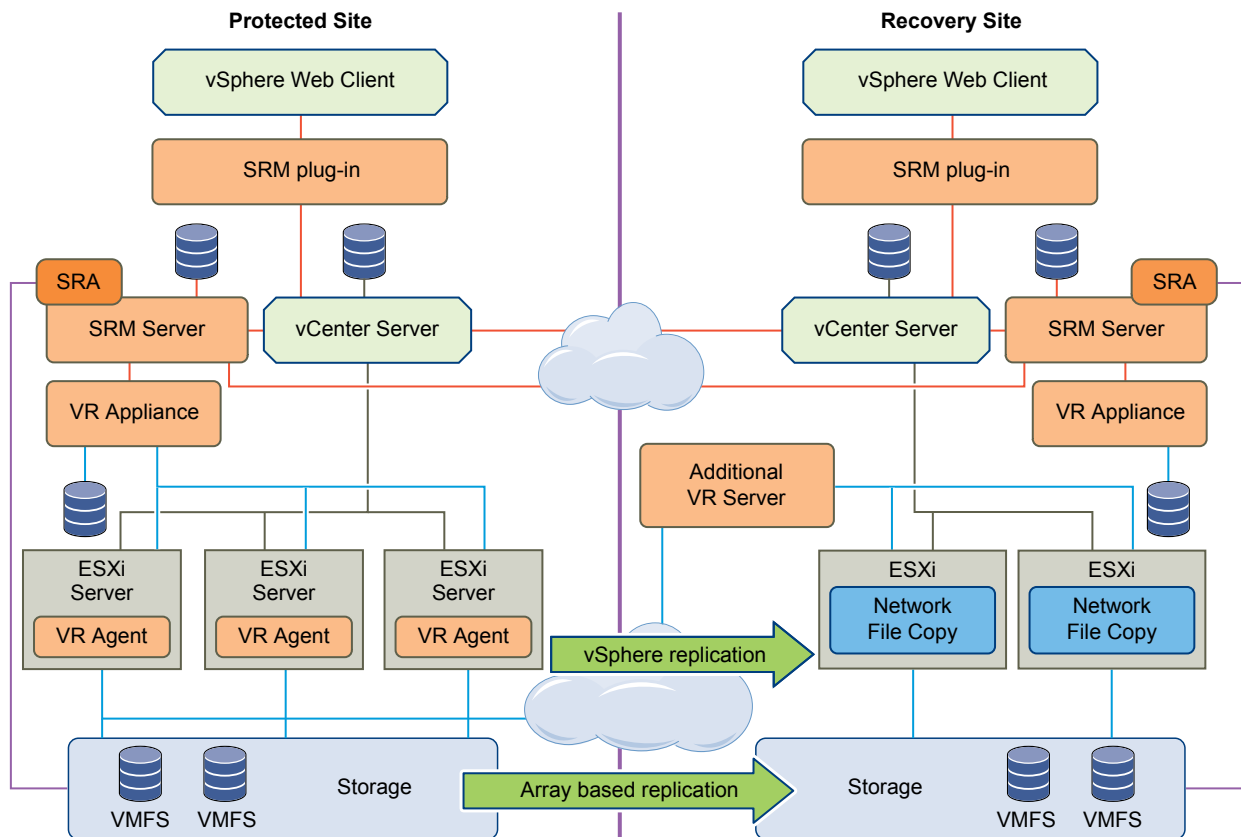 Protected Site
Recovery Site
vSphere Web Client
vSphere Web Client
SRM plug-in
SRM plug-in
SRA
SRA
SRM Server
vCenter Server
vCenter Server
SRM Server
VR Appliance
VR Appliance
Additional
VR Server
ESXi
Server
VR Agent
ESXi
Server
VR Agent
ESXi
Server
VR Agent
vSphere replication
ESXi
Network
File Copy
ESXi
Network
File Copy
VMFS
VMFS
Storage
Array based replication
Storage
VMFS
VMFS